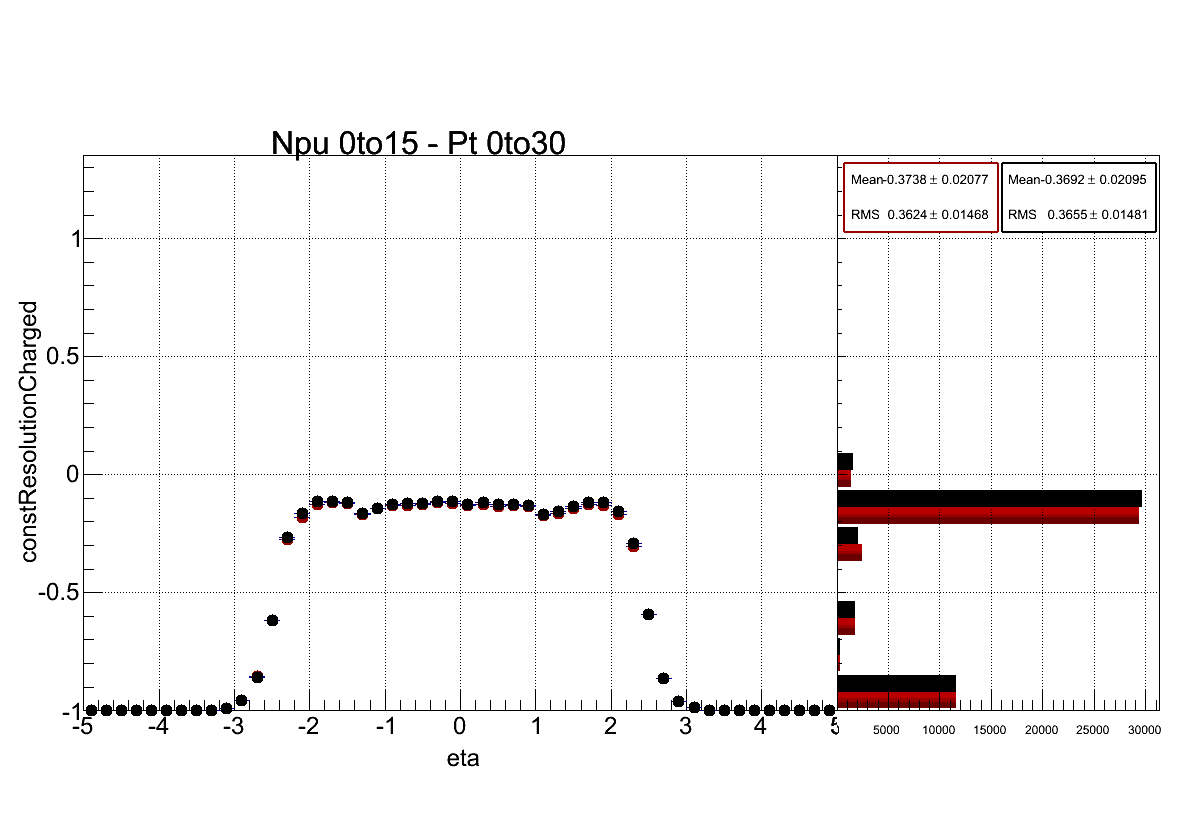 Npu 0to15 - Pt 0to30
Mean-0.3738 ± 0.02077
RMS 0.3624 ± 0.01468
Mean-0.3692 ± 0.02095
RMS 0.3655 ± 0.01481
constResolutionCharged
1
0.5
0
-0.5
-1
-5 -4 -3 -2 -1 0 1 2 3 4 5
eta
5000 10000 15000 20000 25000 30000